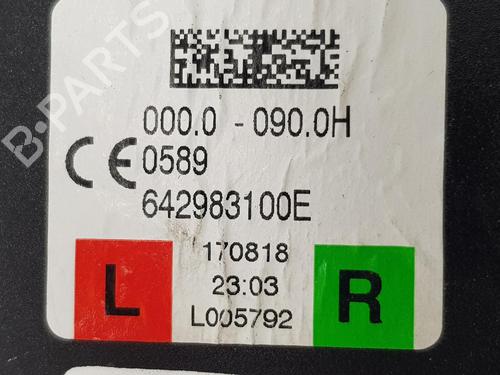 B-PARTS
000.0 - 090.0H
CE 0589
642983100E
L 170818 R
23:03
L005792